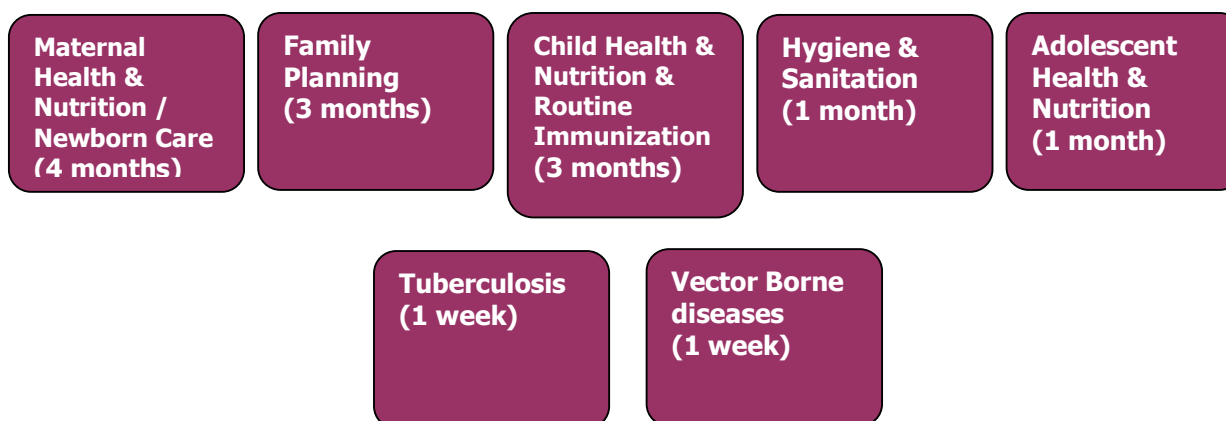 Maternal
Health &
Nutrition /
Newborn Care
(4 months)
Family
Planning
(3 months)
Child Health &
Nutrition &
Routine
Immunization
(3 months)
Hygiene &
Sanitation
(1 month)
Adolescent
Health &
Nutrition
(1 month)
Tuberculosis
(1 week)
Vector Borne
diseases
(1 week)